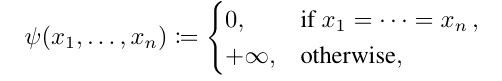 ψ(x₁, . . . , xₙ) := { 0, if x₁ = · · · = xₙ ,
+∞, otherwise,